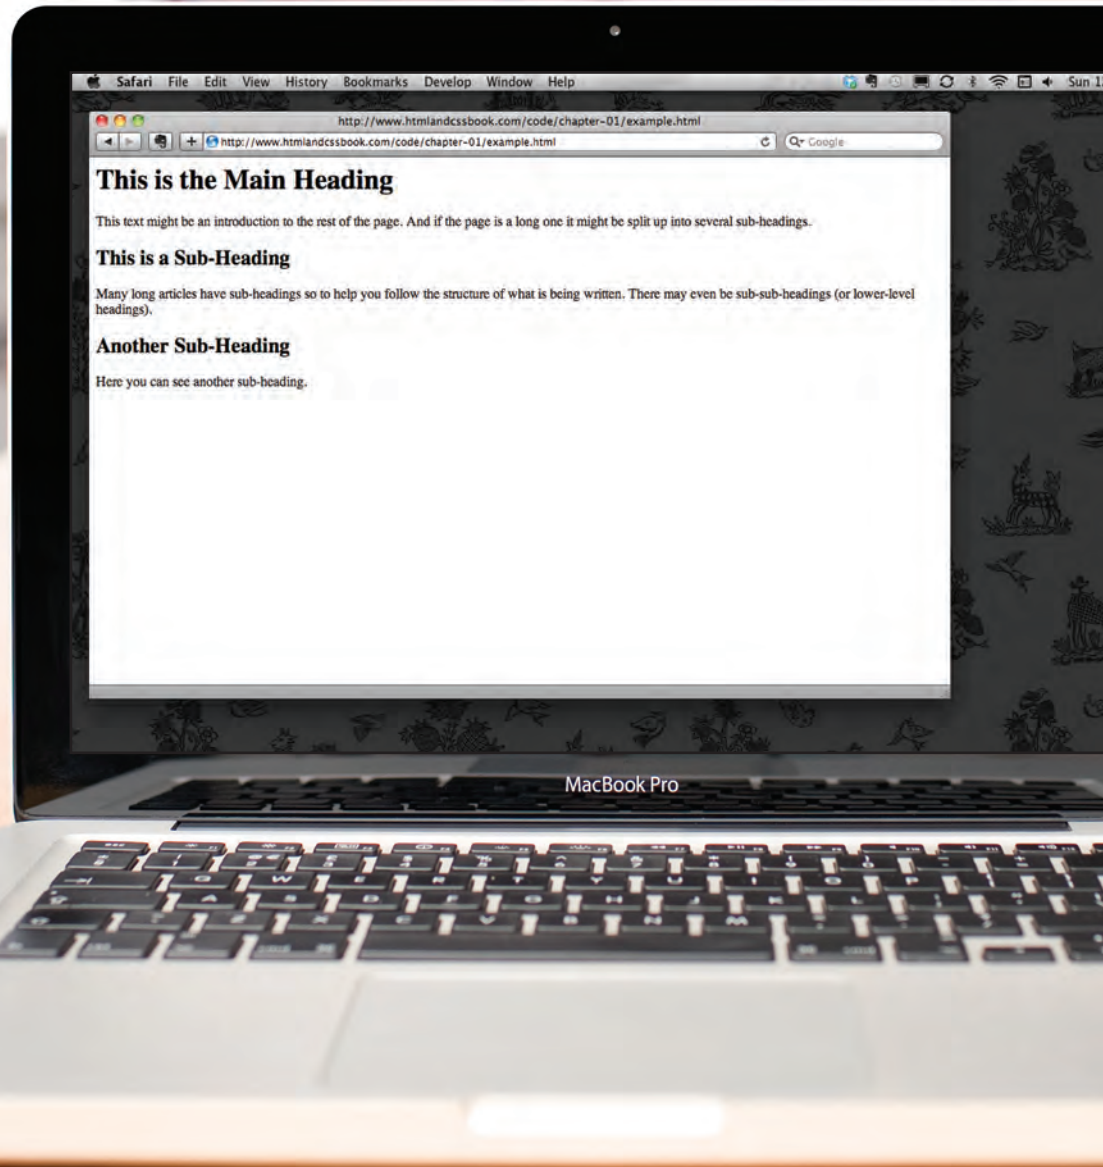 Safari File Edit View History Bookmarks Develop Window Help Sun
http://www.htmlandcssbook.com/code/chapter-01/example.html
http://www.htmlandcssbook.com/code/chapter-01/example.html Google
This is the Main Heading
This text might be an introduction to the rest of the page. And if the page is a long one it might be split up into several sub-headings.
This is a Sub-Heading
Many long articles have sub-headings so to help you follow the structure of what is being written. There may even be sub-sub-headings (or lower-level
headings).
Another Sub-Heading
Here you can see another sub-heading.
MacBook Pro
Q W E R T Y U I O P
A S D F G H J K L
Z X C V B N M